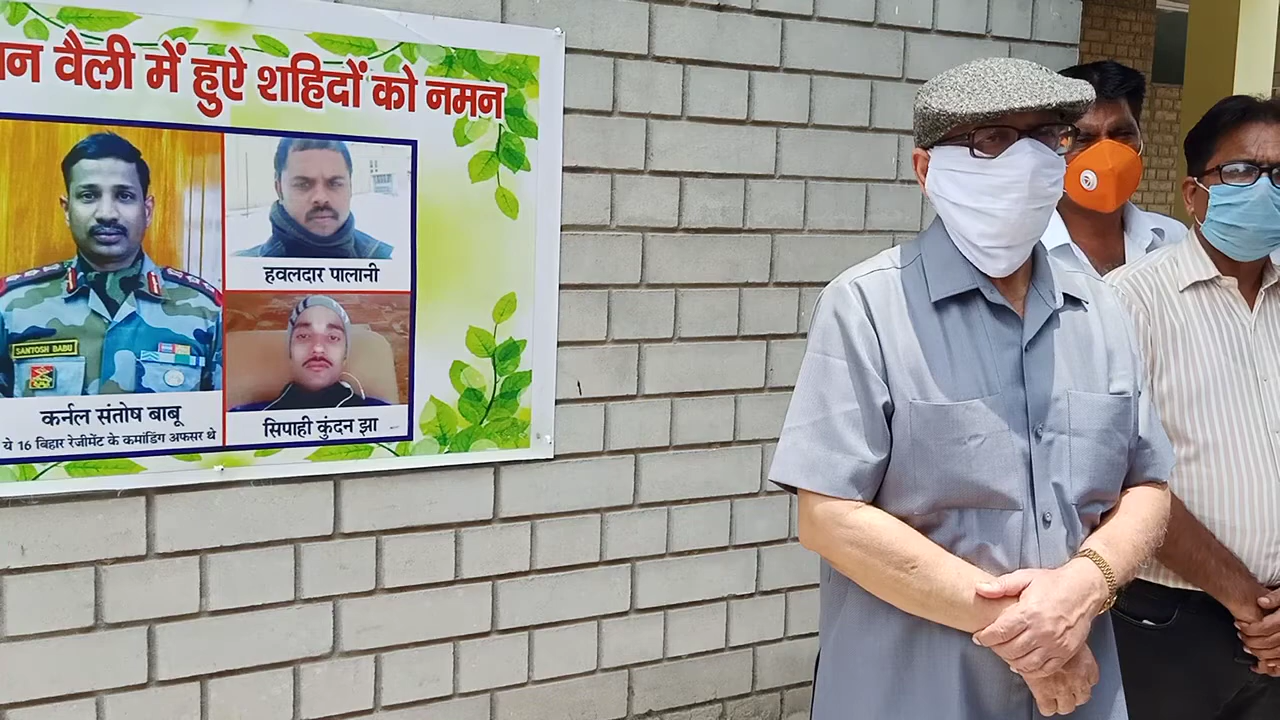 वैली में हुऐ शहिदों को नमन
SANTOSH BABU
कर्नल संतोष बाबू
ये 16 बिहार रेजीमेंट के कमांडिंग अफसर थे
हवलदार पालानी
सिपाही कुंदन झा